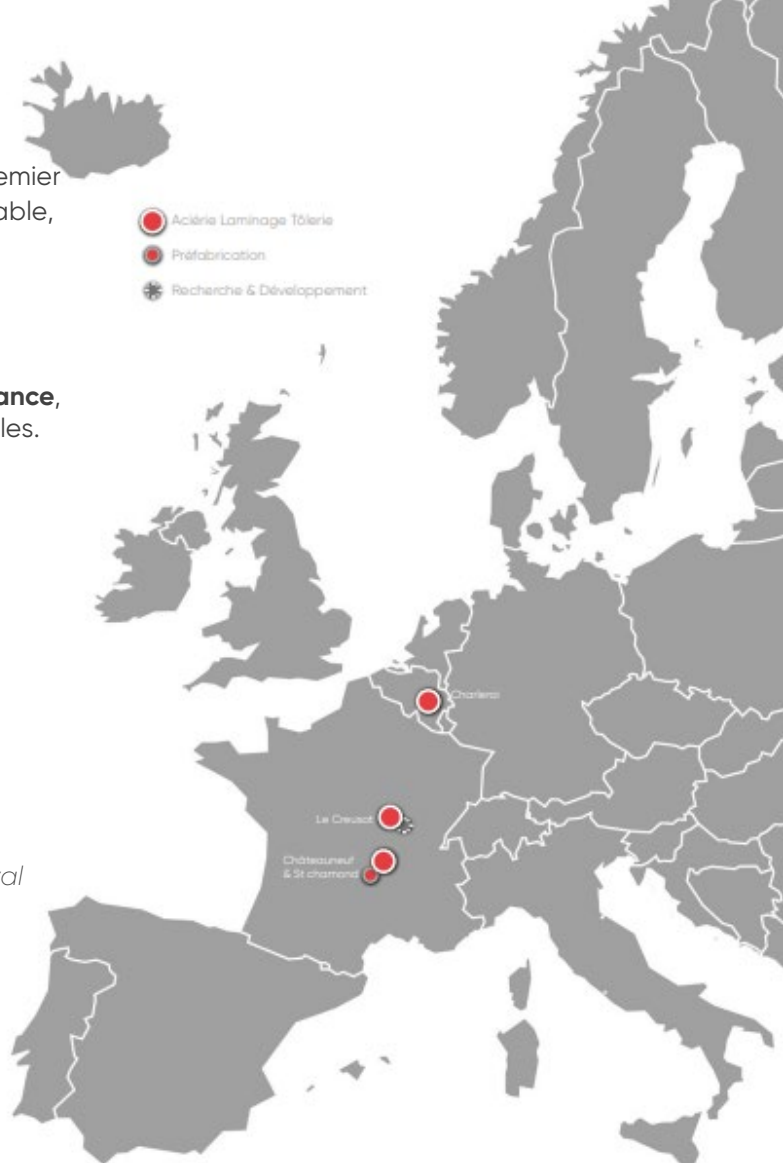 emier
able,
Aciérie Laminage Tôlerie
Préfabrication
Recherche & Développement
ance,
les.
Charleroi
Le Creusot
Châteauneuf
& St chamond
al